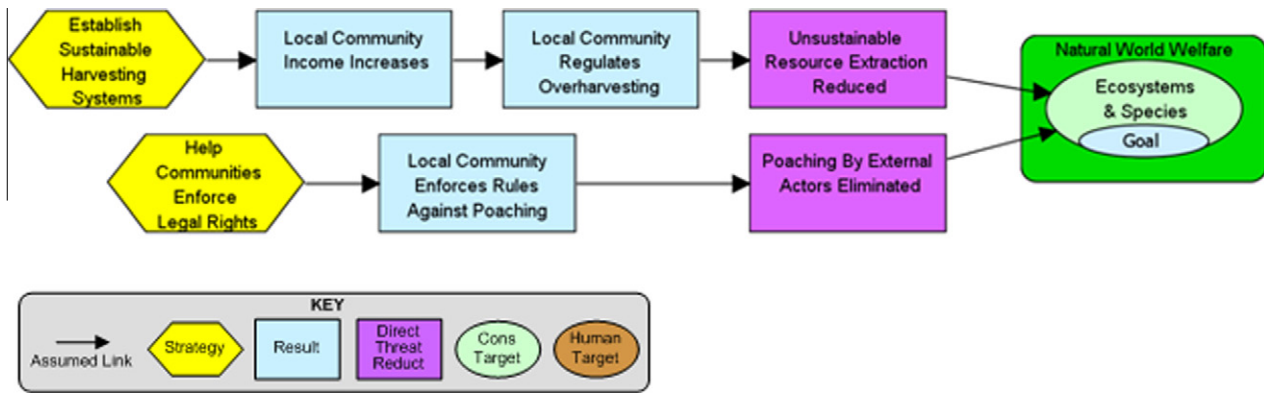 Establish
Sustainable
Harvesting
Systems
Local Community
Income Increases
Local Community
Regulates
Overharvesting
Unsustainable
Resource Extraction
Reduced
Natural World Welfare
Ecosystems
& Species
Goal
Help
Communities
Enforce
Legal Rights
Local Community
Enforces Rules
Against Poaching
Poaching By External
Actors Eliminated
KEY
Assumed Link
Strategy
Result
Direct
Threat
Reduct
Cons
Target
Human
Target